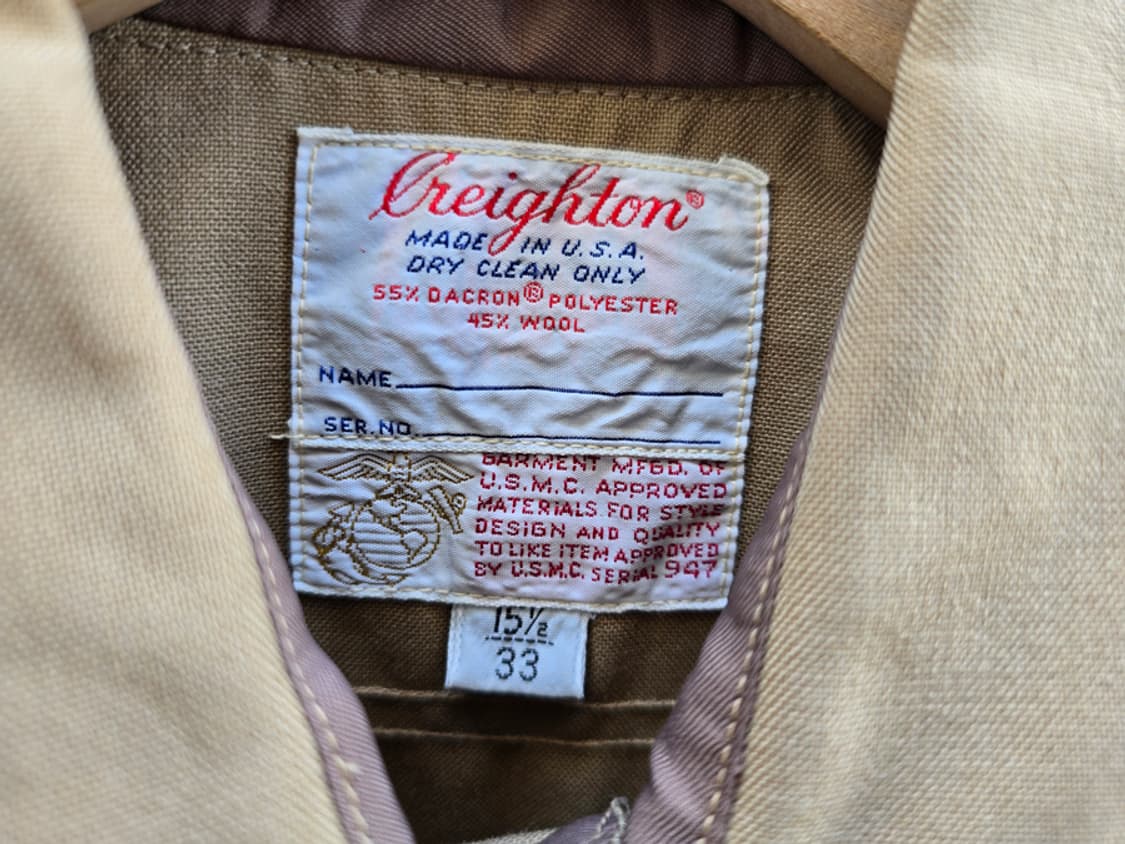 Creighton®
MADE IN U.S.A.
DRY CLEAN ONLY
55% DACRON® POLYESTER
45% WOOL
NAME
SER. NO.
GARMENT MFGD. OF
U.S.M.C. APPROVED
MATERIALS FOR STYLE
DESIGN AND QUALITY
TO LIKE ITEM APPROVED
BY U.S.M.C. SERIAL 947
15½
33